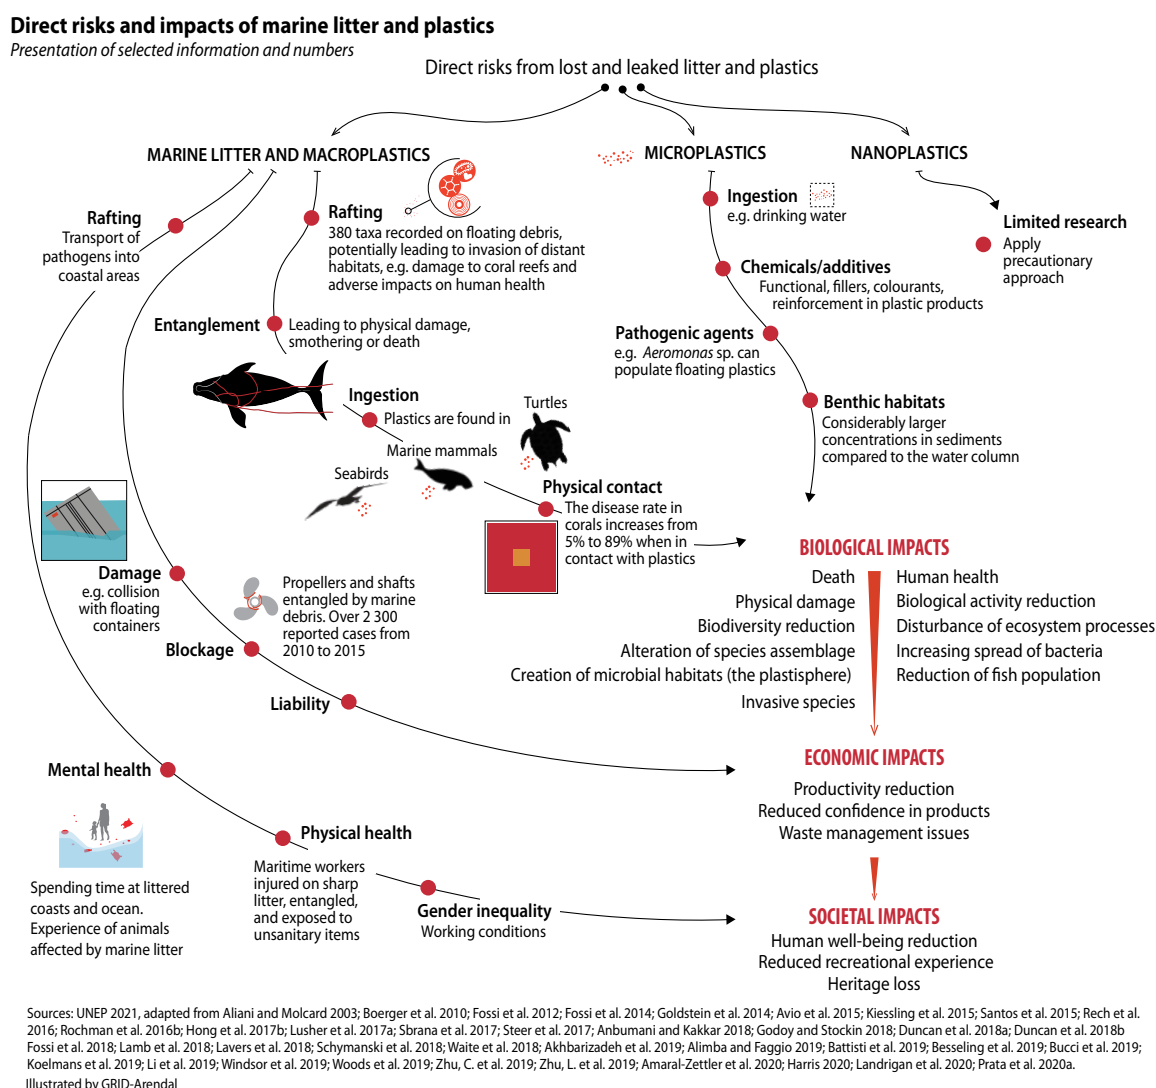 Direct risks and impacts of marine litter and plastics
Presentation of selected information and numbers
Direct risks from lost and leaked litter and plastics
MARINE LITTER AND MACROPLASTICS
MICROPLASTICS
NANOPLASTICS
Rafting
Transport of
pathogens into
coastal areas
Rafting
380 taxa recorded on floating debris,
potentially leading to invasion of distant
habitats, e.g. damage to coral reefs and
adverse impacts on human health
Entanglement
Leading to physical damage,
smothering or death
Ingestion
Plastics are found in
Turtles
Marine mammals
Seabirds
Physical contact
The disease rate in
corals increases from
5% to 89% when in
contact with plastics
Ingestion
e.g. drinking water
Chemicals/additives
Functional, fillers, colourants,
reinforcement in plastic products
Pathogenic agents
e.g. Aeromonas sp. can
populate floating plastics
Benthic habitats
Considerably larger
concentrations in sediments
compared to the water column
Limited research
Apply
precautionary
approach
Damage
e.g. collision
with floating
containers
Propellers and shafts
entangled by marine
debris. Over 2 300
reported cases from
2010 to 2015
Blockage
Liability
Mental health
Spending time at littered
coasts and ocean.
Experience of animals
affected by marine litter
Physical health
Maritime workers
injured on sharp
litter, entangled,
and exposed to
unsanitary items
Gender inequality
Working conditions
BIOLOGICAL IMPACTS
Death
Physical damage
Biodiversity reduction
Alteration of species assemblage
Creation of microbial habitats (the plastisphere)
Invasive species
Human health
Biological activity reduction
Disturbance of ecosystem processes
Increasing spread of bacteria
Reduction of fish population
ECONOMIC IMPACTS
Productivity reduction
Reduced confidence in products
Waste management issues
SOCIETAL IMPACTS
Human well-being reduction
Reduced recreational experience
Heritage loss
Sources: UNEP 2021, adapted from Aliani and Molcard 2003; Boerger et al. 2010; Fossi et al. 2012; Fossi et al. 2014; Goldstein et al. 2014; Avio et al. 2015; Kiessling et al. 2015; Santos et al. 2015; Rech et al.
2016; Rochman et al. 2016b; Hong et al. 2017b; Lusher et al. 2017a; Sbrana et al. 2017; Steer et al. 2017; Anbumani and Kakkar 2018; Godoy and Stockin 2018; Duncan et al. 2018a; Duncan et al. 2018b
Fossi et al. 2018; Lamb et al. 2018; Lavers et al. 2018; Schymanski et al. 2018; Waite et al. 2018; Akhbarizadeh et al. 2019; Alimba and Faggio 2019; Battisti et al. 2019; Besseling et al. 2019; Bucci et al. 2019;
Koelmans et al. 2019; Li et al. 2019; Windsor et al. 2019; Woods et al. 2019; Zhu, C. et al. 2019; Zhu, L. et al. 2019; Amaral-Zettler et al. 2020; Harris 2020; Landrigan et al. 2020; Prata et al. 2020a.
Illustrated by GRID-Arendal